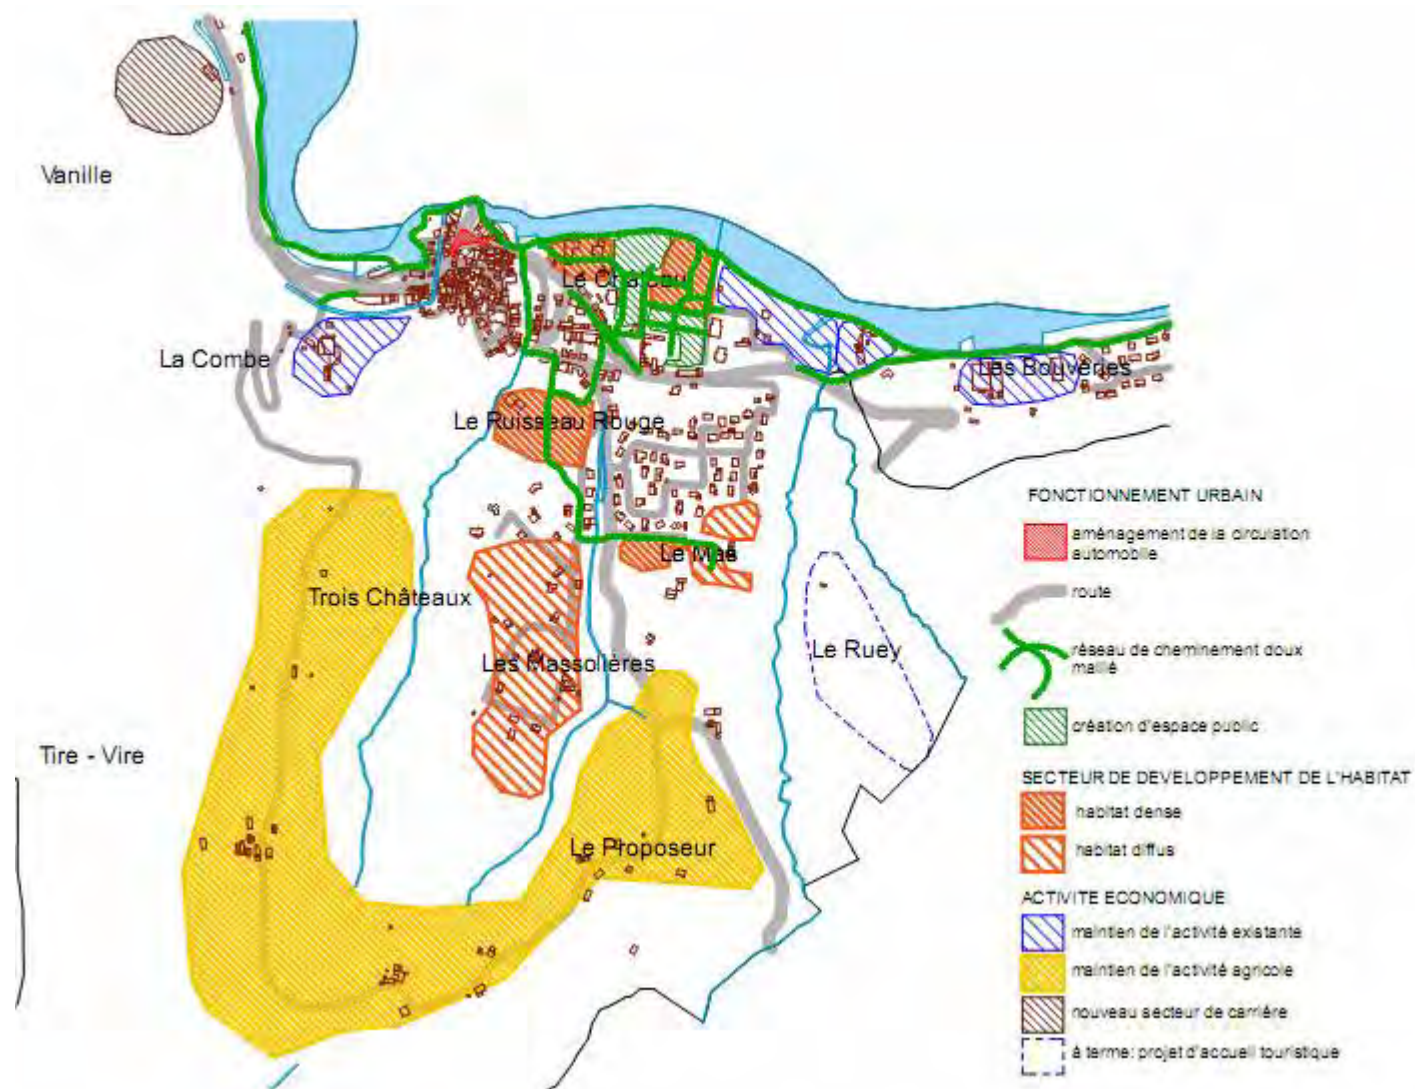 Vanille
Le Château
La Combe
Les Bouveries
Le Ruisseau Rouge
Le Mas
Trois Châteaux
Le Ruey
Les Massolières
Tire - Vire
Le Proposeur
FONCTIONNEMENT URBAIN
aménagement de la circulation
automobile
route
réseau de cheminement doux
maillé
création d'espace public
SECTEUR DE DEVELOPPEMENT DE L'HABITAT
habitat dense
habitat diffus
ACTIVITE ECONOMIQUE
maintien de l'activité existante
maintien de l'activité agricole
nouveau secteur de carrière
à terme: projet d'accueil touristique